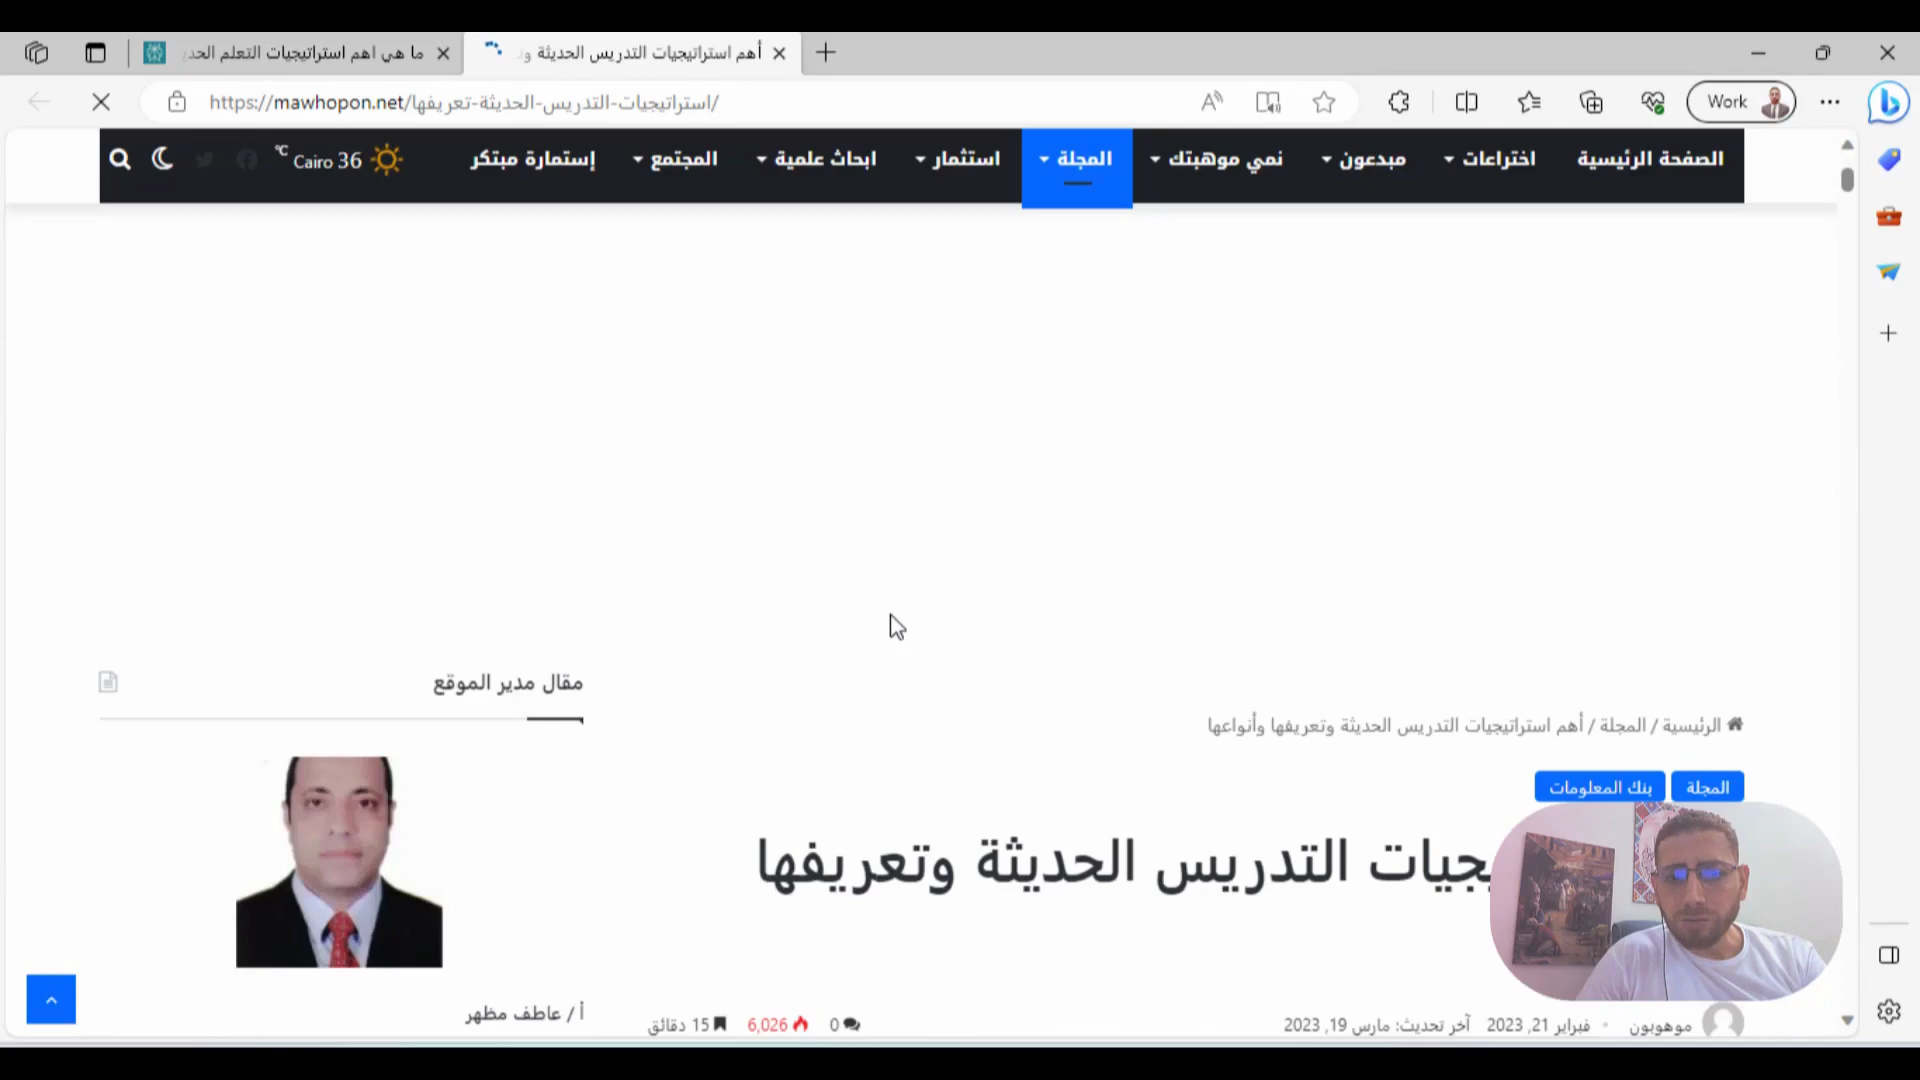 ما هي اهم استراتيجيات التعلم الحد
أهم استراتيجيات التدريس الحديثة و
https://mawhopon.net/استراتيجيات-التدريس-الحديثة-تعريفها/
Work
الصفحة الرئيسية
اختراعات
مبدعون
نمي موهبتك
المجلة
استثمار
ابحاث علمية
المجتمع
إستمارة مبتكر
Cairo 36 ℃
مقال مدير الموقع
الرئيسية / المجلة / أهم استراتيجيات التدريس الحديثة وتعريفها وأنواعها
المجلة
بنك المعلومات
يجيات التدريس الحديثة وتعريفها
أ / عاطف مظهر
موهوبون • فبراير 21, 2023 آخر تحديث: مارس 19, 2023
0 6,026 15 دقائق